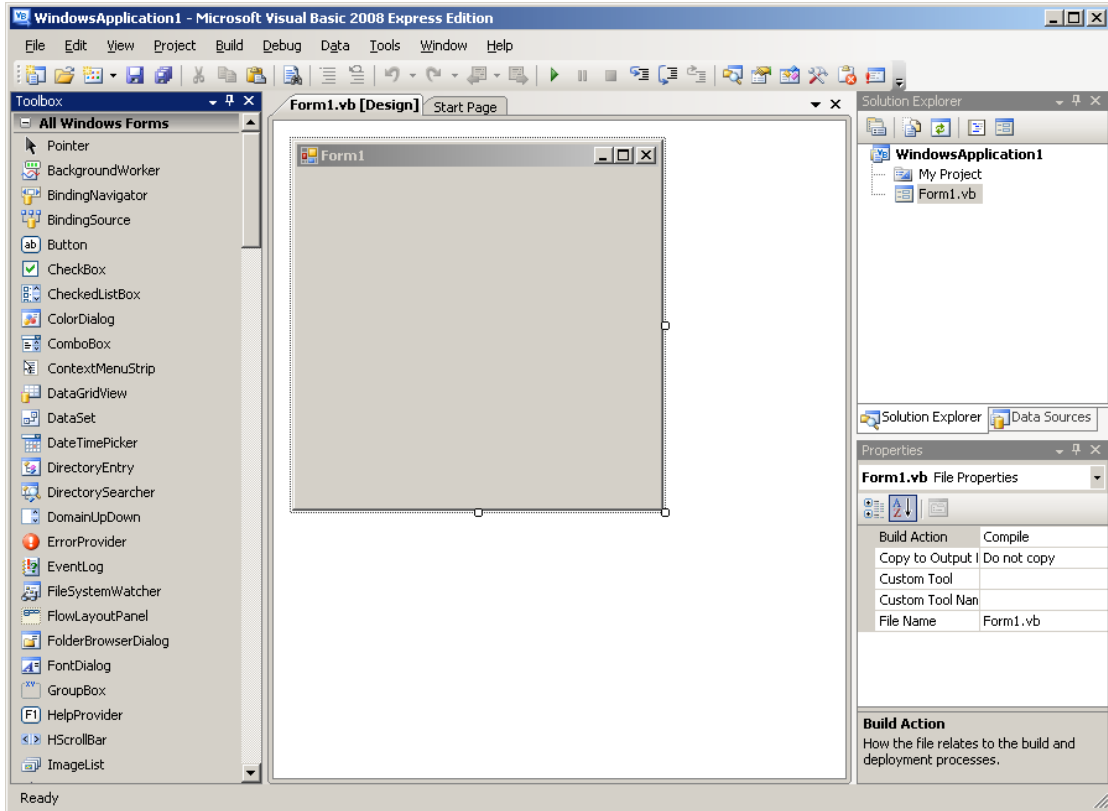 WindowsApplication1 - Microsoft Visual Basic 2008 Express Edition
File Edit View Project Build Debug Data Tools Window Help
Toolbox
All Windows Forms
Pointer
BackgroundWorker
BindingNavigator
BindingSource
Button
CheckBox
CheckedListBox
ColorDialog
ComboBox
ContextMenuStrip
DataGridView
DataSet
DateTimePicker
DirectoryEntry
DirectorySearcher
DomainUpDown
ErrorProvider
EventLog
FileSystemWatcher
FlowLayoutPanel
FolderBrowserDialog
FontDialog
GroupBox
HelpProvider
HScrollBar
ImageList
Form1.vb [Design] Start Page
Form1
Solution Explorer
WindowsApplication1
My Project
Form1.vb
Solution Explorer Data Sources
Properties
Form1.vb File Properties
Build Action Compile
Copy to Output Do not copy
Custom Tool
Custom Tool Nan
File Name Form1.vb
Build Action
How the file relates to the build and
deployment processes.
Ready